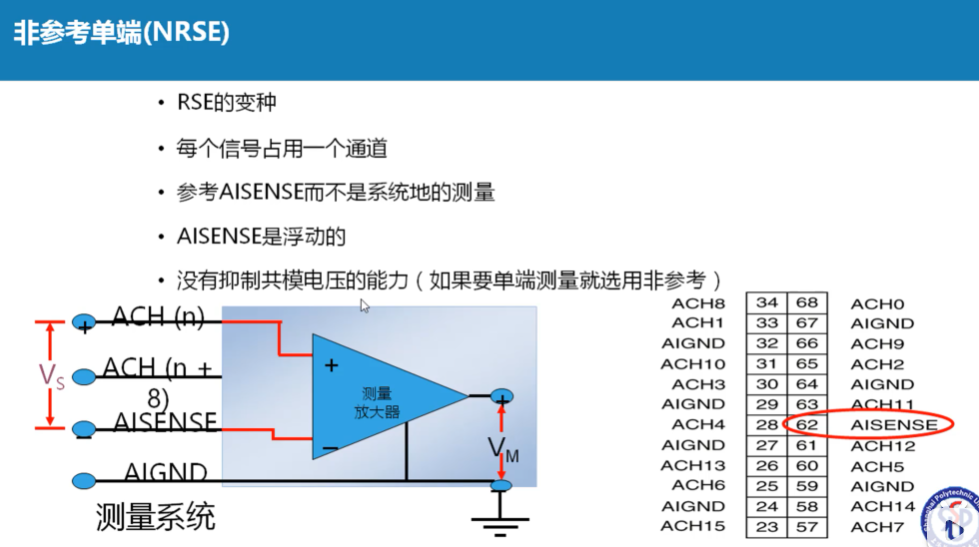 非参考单端(NRSE)
• RSE的变种
• 每个信号占用一个通道
• 参考AISENSE而不是系统地的测量
• AISENSE是浮动的
• 没有抑制共模电压的能力（如果要单端测量就选用非参考）
ACH (n)
+
ACH (n +
8)
VS
AISENSE
−
AIGND
测量系统
+
测量
放大器
−
+
VM
−
ACH8 34 68 ACH0
ACH1 33 67 AIGND
AIGND 32 66 ACH9
ACH10 31 65 ACH2
ACH3 30 64 AIGND
AIGND 29 63 ACH11
ACH4 28 62 AISENSE
AIGND 27 61 ACH12
ACH13 26 60 ACH5
ACH6 25 59 AIGND
AIGND 24 58 ACH14
ACH15 23 57 ACH7
Shanghai Polytechnic